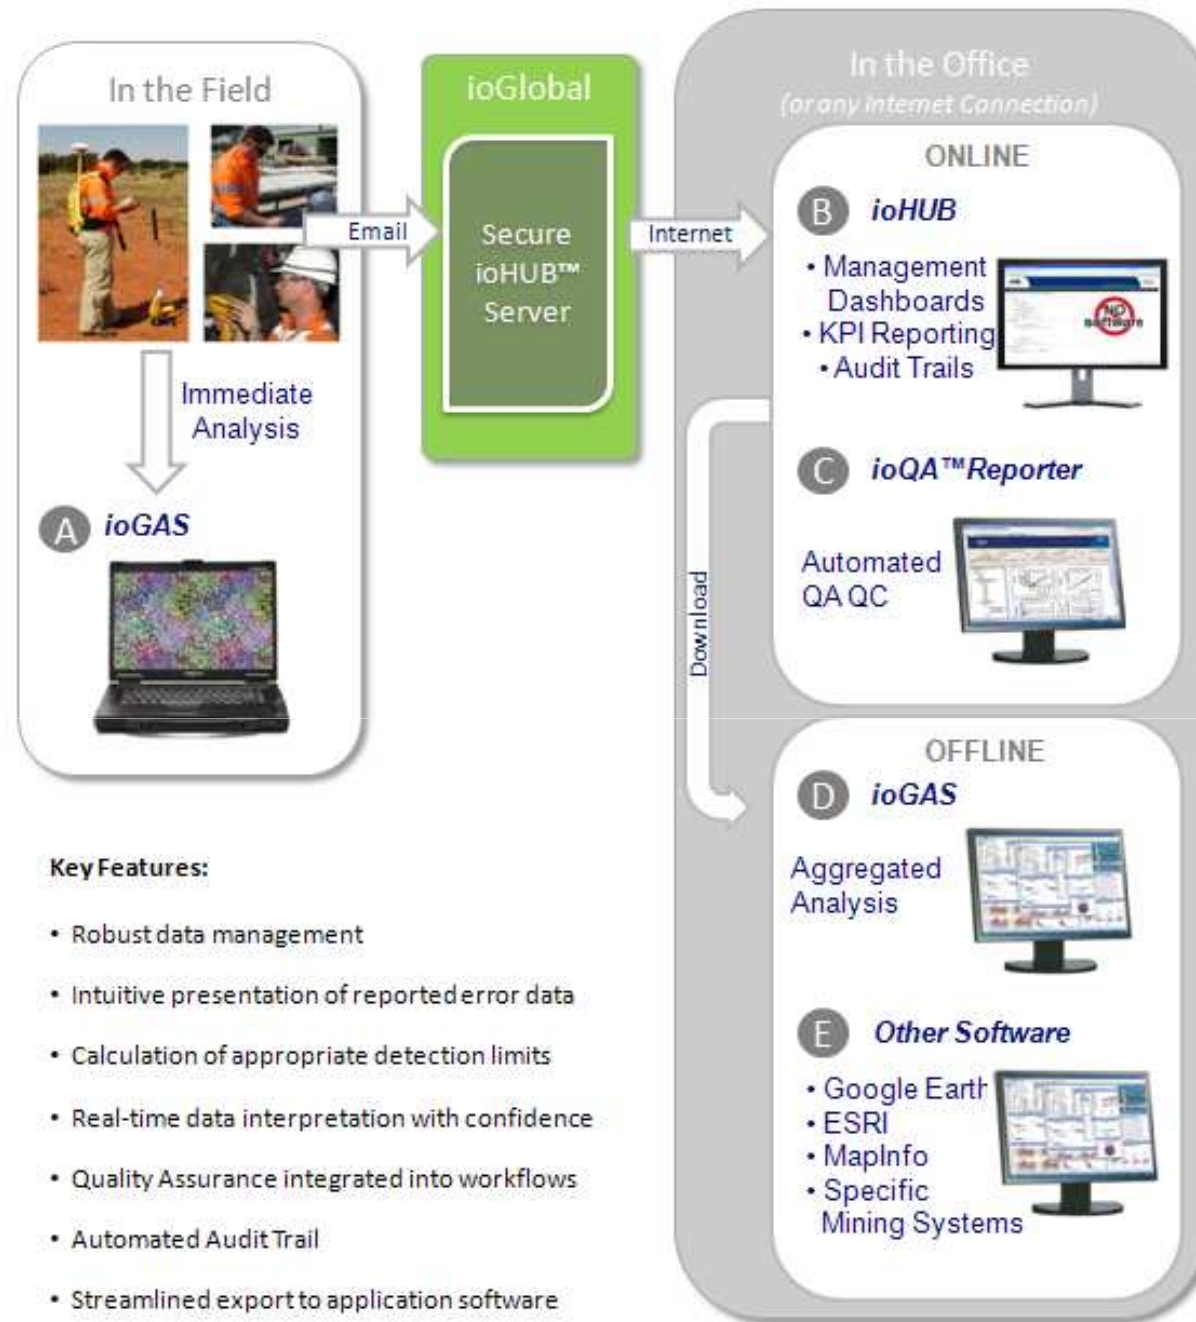 In the Field
Email
Immediate
Analysis
A
ioGAS
ioGlobal
Secure
ioHUB™
Server
Internet
In the Office
(or any Internet Connection)
ONLINE
B
ioHUB
• Management
Dashboards
• KPI Reporting
• Audit Trails
NO
software
C
ioQA™Reporter
Automated
QA QC
Download
OFFLINE
D
ioGAS
Aggregated
Analysis
E
Other Software
• Google Earth
• ESRI
• MapInfo
• Specific
Mining Systems
Key Features:
• Robust data management
• Intuitive presentation of reported error data
• Calculation of appropriate detection limits
• Real-time data interpretation with confidence
• Quality Assurance integrated into workflows
• Automated Audit Trail
• Streamlined export to application software